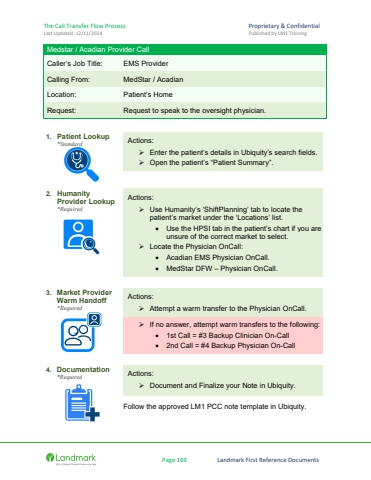 The Call Transfer Flow Process
Proprietary & Confidential
Last Updated: 12/11/2024
Published by LM1 Training
Medstar / Acadian Provider Call
Caller's Job Title: EMS Provider
Calling From: MedStar / Acadian
Location: Patient's Home
Request: Request to speak to the oversight physician.
1. Patient Lookup
*Standard
Actions:
➢ Enter the patient's details in Ubiquity's search fields.
➢ Open the patient's "Patient Summary".
2. Humanity
Provider Lookup
*Required
Actions:
➢ Use Humanity's 'ShiftPlanning' tab to locate the
patient's market under the 'Locations' list.
• Use the HPSI tab in the patient's chart if you are
unsure of the correct market to select.
➢ Locate the Physician OnCall:
• Acadian EMS Physician OnCall.
• MedStar DFW – Physician OnCall.
3. Market Provider
Warm Handoff
*Required
Actions:
➢ Attempt a warm transfer to the Physician OnCall.
➢ If no answer, attempt warm transfers to the following:
• 1st Call = #3 Backup Clinician On-Call
• 2nd Call = #4 Backup Physician On-Call
4. Documentation
*Required
Actions:
➢ Document and Finalize your Note in Ubiquity.
Follow the approved LM1 PCC note template in Ubiquity.
Landmark
Page 169
Landmark First Reference Documents